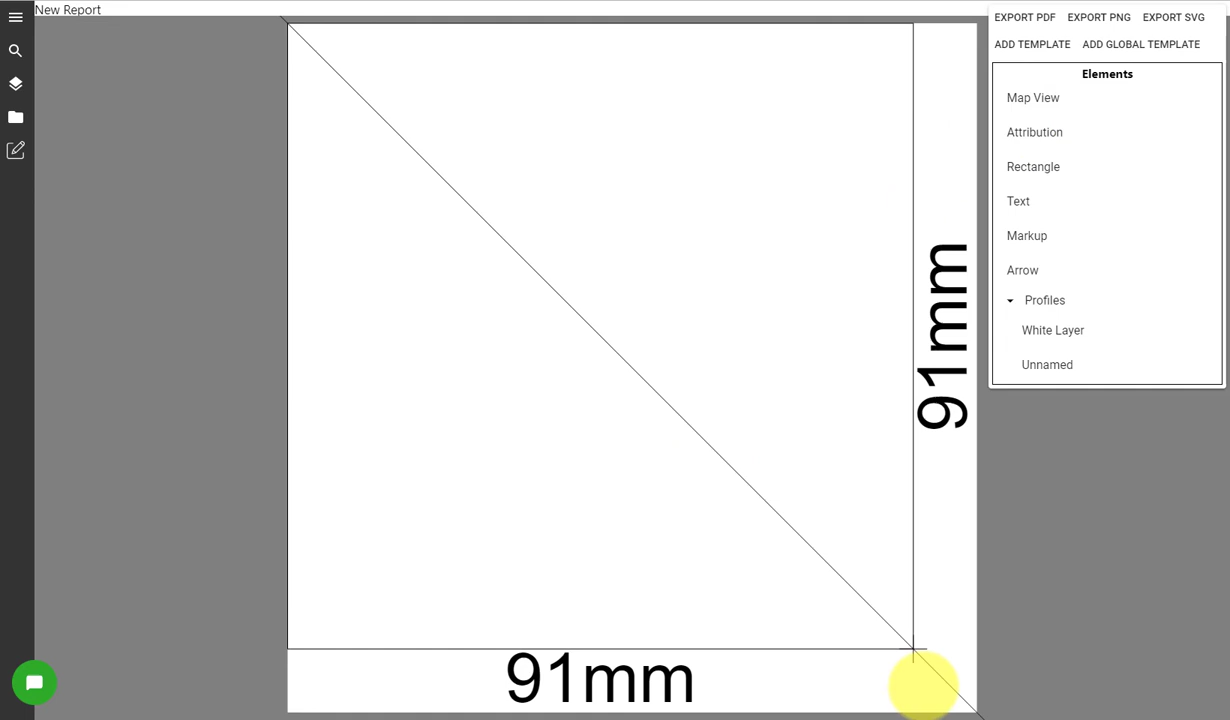 New Report
EXPORT PDF EXPORT PNG EXPORT SVG
ADD TEMPLATE ADD GLOBAL TEMPLATE
Elements
Map View
Attribution
Rectangle
Text
Markup
Arrow
Profiles
White Layer
Unnamed
91mm
91mm